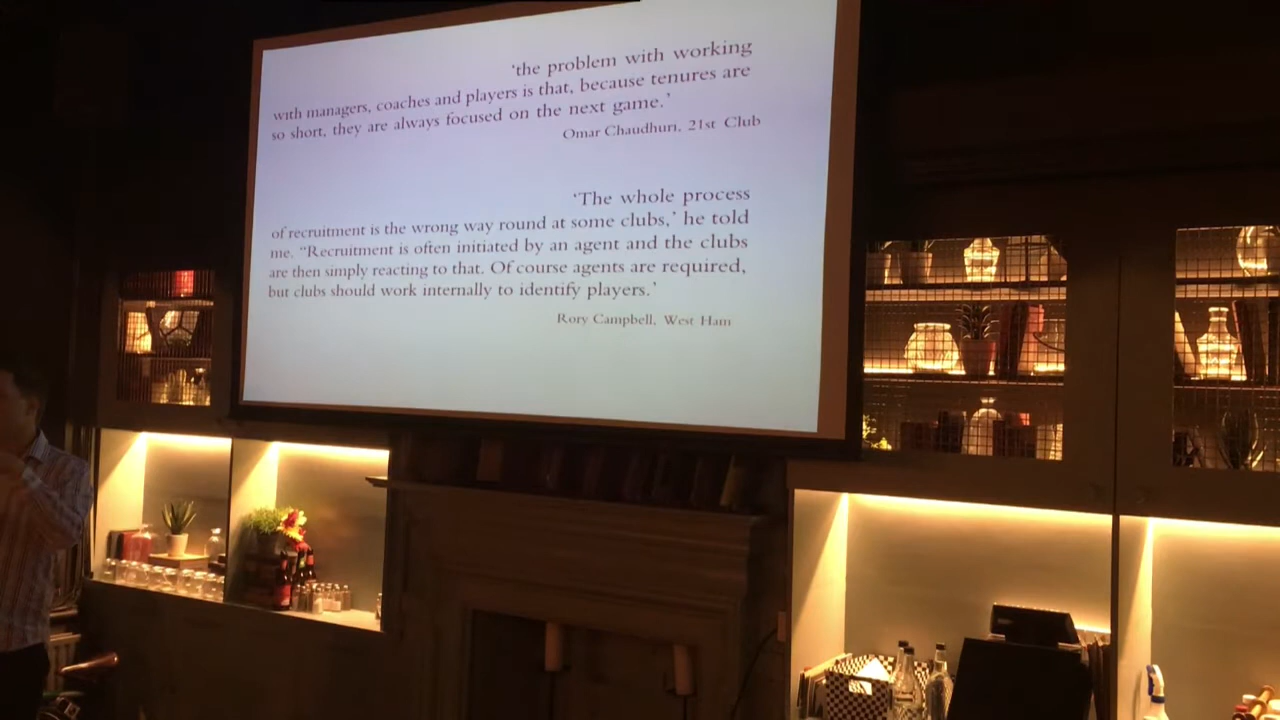 ‘the problem with working
with managers, coaches and players is that, because tenures are
so short, they are always focused on the next game.’
Omar Chaudhuri, 21st Club
‘The whole process
of recruitment is the wrong way round at some clubs,’ he told
me. “Recruitment is often initiated by an agent and the clubs
are then simply reacting to that. Of course agents are required,
but clubs should work internally to identify players.’
Rory Campbell, West Ham